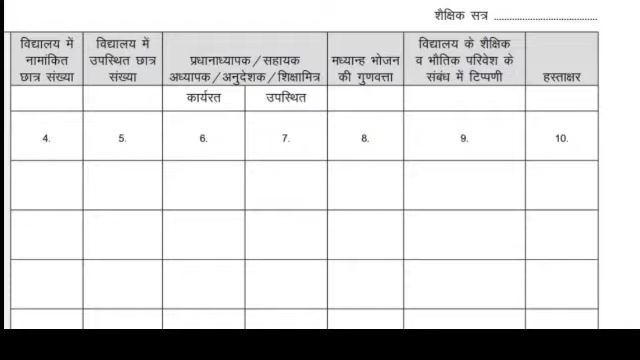 शैक्षिक सत्र ........................................
विद्यालय में नामांकित छात्र संख्या
विद्यालय में उपस्थित छात्र संख्या
प्रधानाध्यापक/सहायक अध्यापक/अनुदेशक/शिक्षामित्र
मध्यान्ह भोजन की गुणवत्ता
विद्यालय के शैक्षिक व भौतिक परिवेश के संबंध में टिप्पणी
हस्ताक्षर
कार्यरत उपस्थित
4. 5. 6. 7. 8. 9. 10.